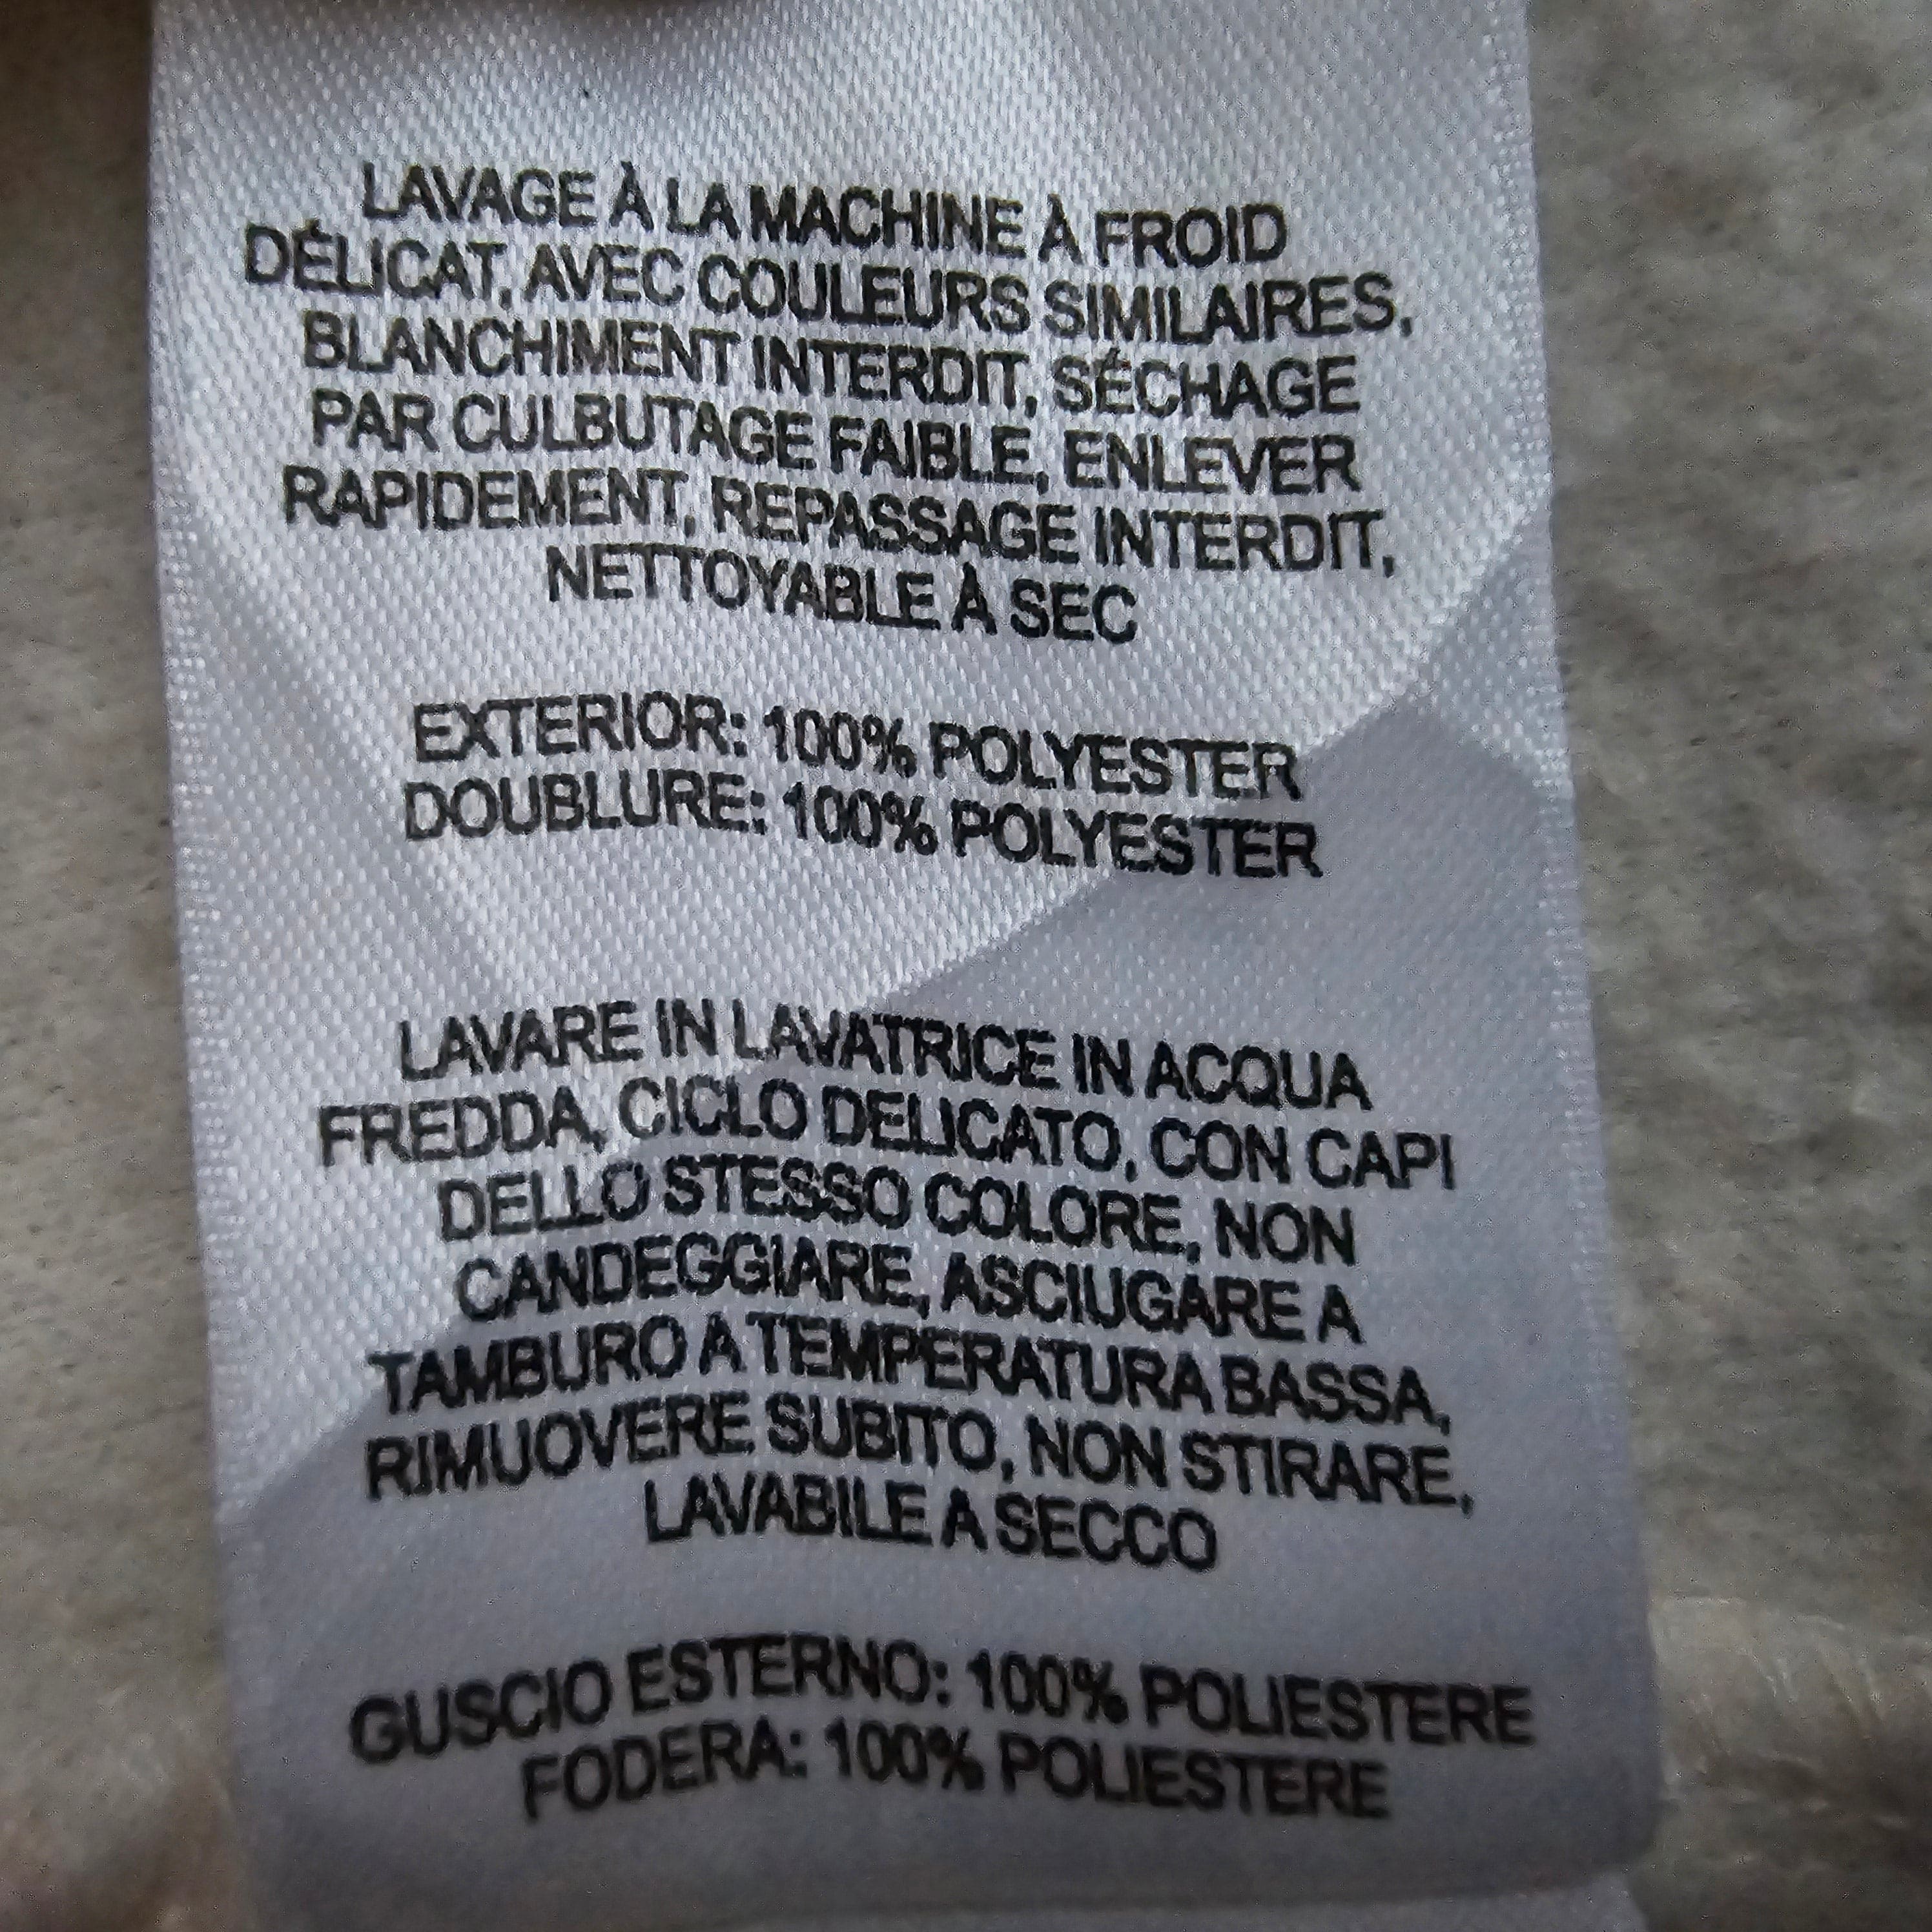 LAVAGE À LA MACHINE À FROID
DÉLICAT, AVEC COULEURS SIMILAIRES,
BLANCHIMENT INTERDIT, SÉCHAGE
PAR CULBUTAGE FAIBLE, ENLEVER
RAPIDEMENT, REPASSAGE INTERDIT,
NETTOYABLE À SEC
EXTERIOR: 100% POLYESTER
DOUBLURE: 100% POLYESTER
LAVARE IN LAVATRICE IN ACQUA
FREDDA, CICLO DELICATO, CON CAPI
DELLO STESSO COLORE, NON
CANDEGGIARE, ASCIUGARE A
TAMBURO A TEMPERATURA BASSA,
RIMUOVERE SUBITO, NON STIRARE,
LAVABILE A SECCO
GUSCIO ESTERNO: 100% POLIESTERE
FODERA: 100% POLIESTERE